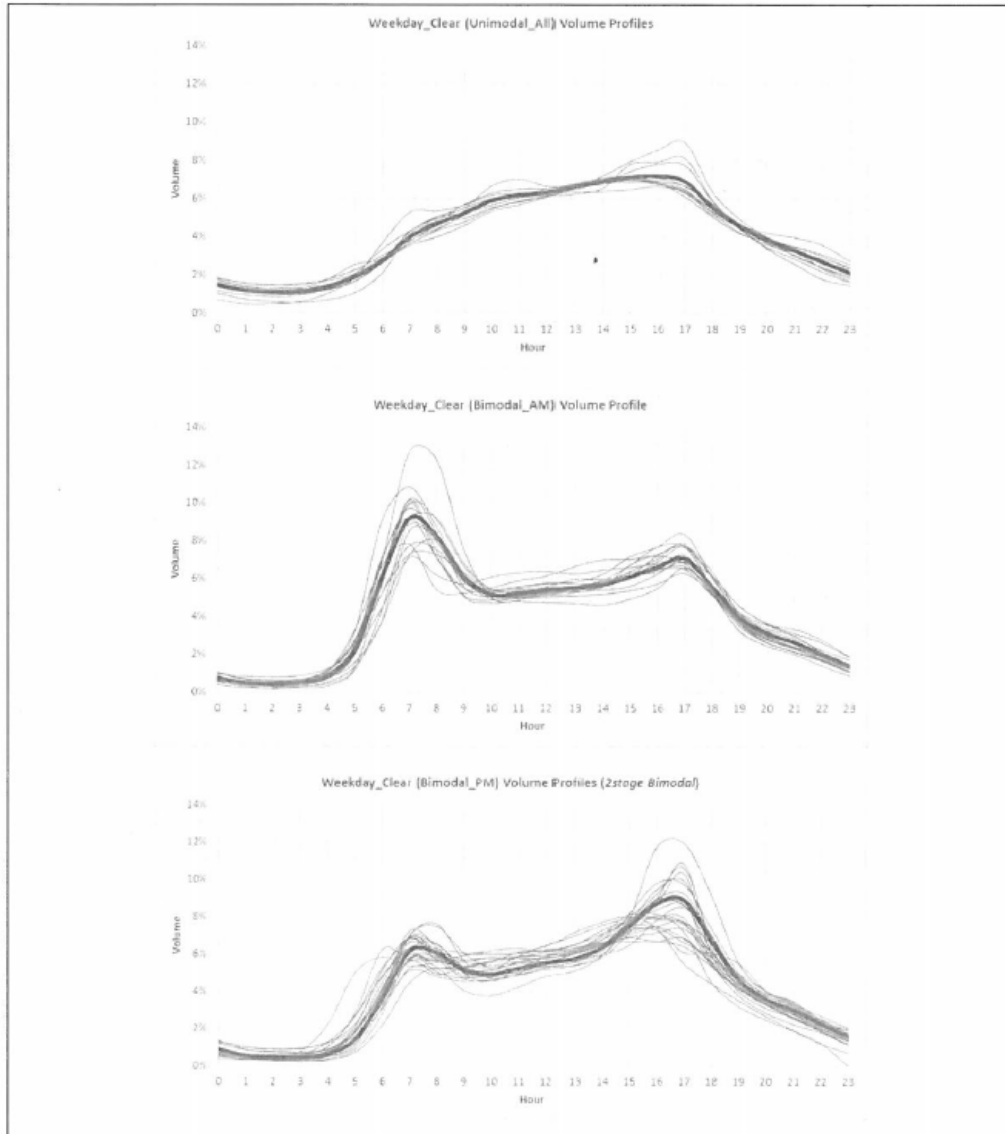 Weekday_Clear (Unimodal_All) Volume Profiles
14%
12%
10%
8%
6%
4%
2%
0%
Volume
0 1 2 3 4 5 6 7 8 9 10 11 12 13 14 15 16 17 18 19 20 21 22 23
Hour
Weekday_Clear (Bimodal_AM) Volume Profile
14%
12%
10%
8%
6%
4%
2%
0%
Volume
0 1 2 3 4 5 6 7 8 9 10 11 12 13 14 15 16 17 18 19 20 21 22 23
Hour
Weekday_Clear (Bimodal_PM) Volume Profiles (2stage Bimodal)
14%
12%
10%
8%
6%
4%
2%
0%
Volume
0 1 2 3 4 5 6 7 8 9 10 11 12 13 14 15 16 17 18 19 20 21 22 23
Hour